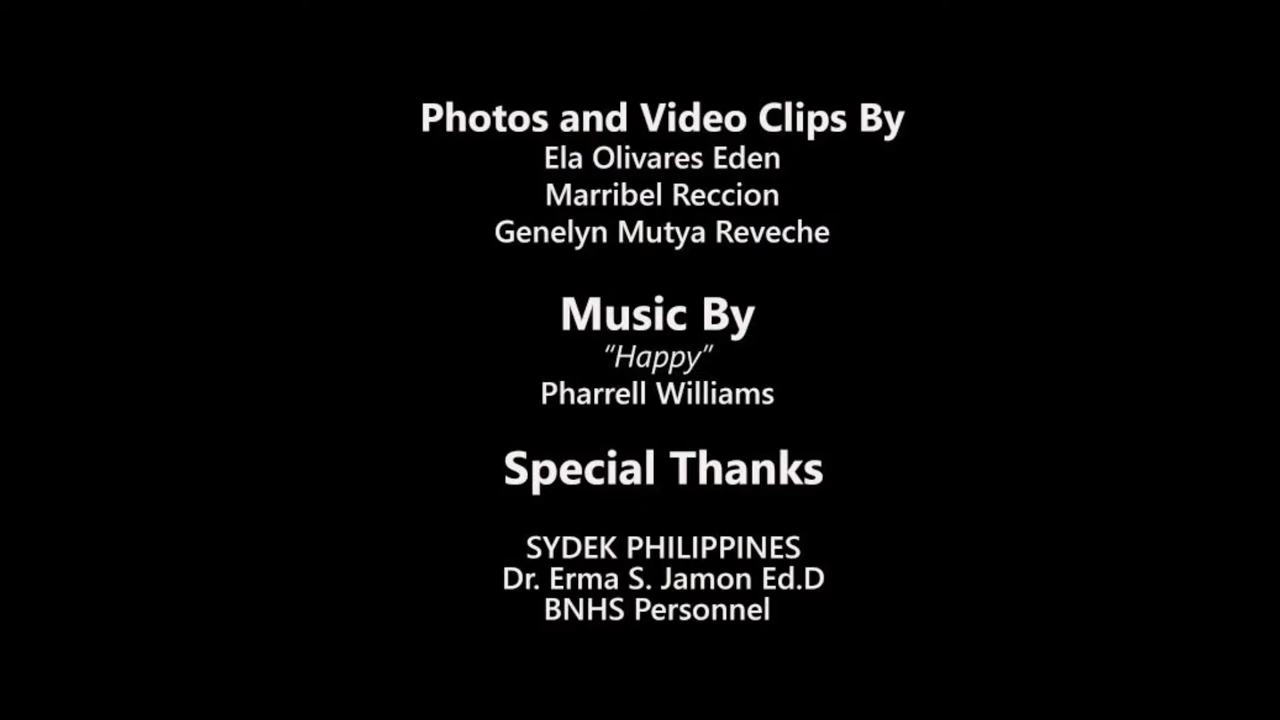 Photos and Video Clips By
Ela Olivares Eden
Marribel Reccion
Genelyn Mutya Reveche
Music By
“Happy”
Pharrell Williams
Special Thanks
SYDEK PHILIPPINES
Dr. Erma S. Jamon Ed.D
BNHS Personnel